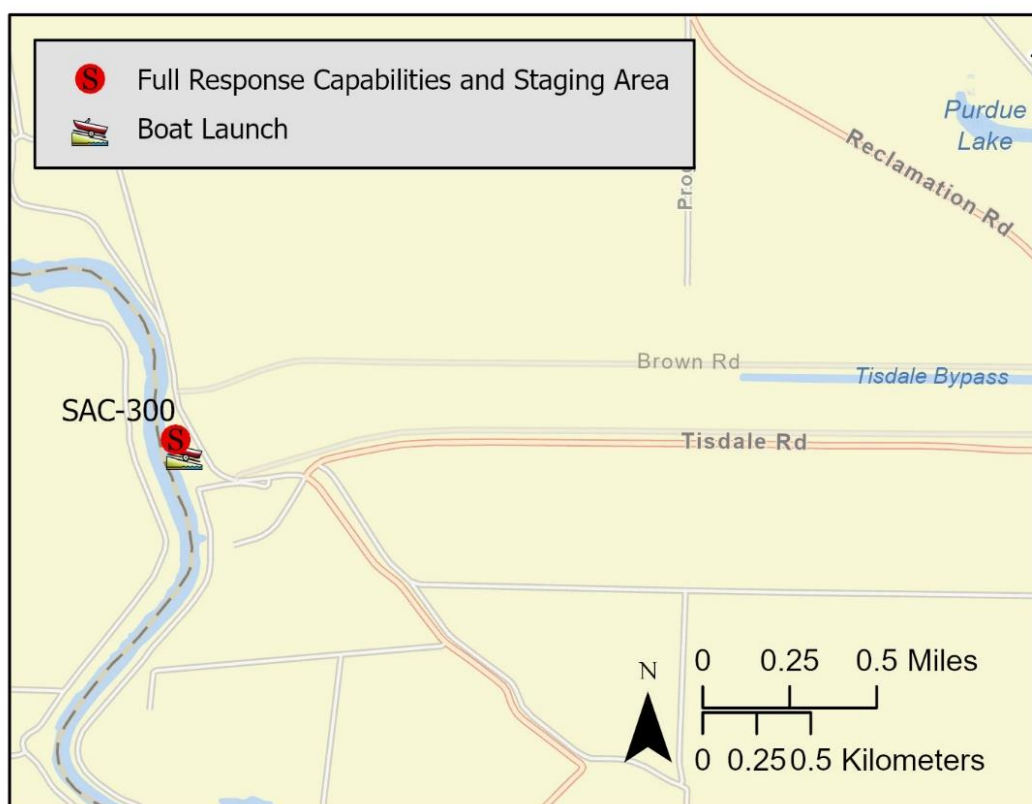 S Full Response Capabilities and Staging Area
Boat Launch
Purdue
Lake
Reclamation Rd
Brown Rd
Tisdale Bypass
SAC-300
S
Tisdale Rd
N
0 0.25 0.5 Miles
0 0.25 0.5 Kilometers